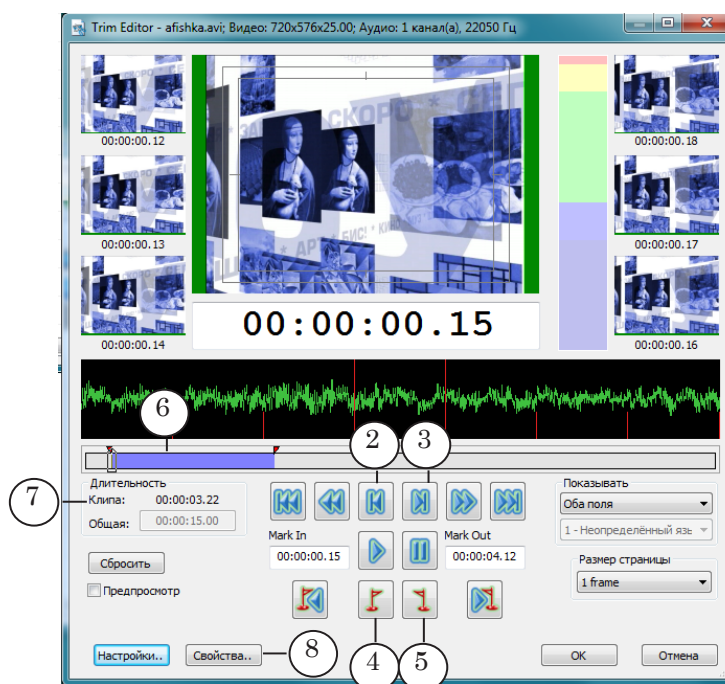 Trim Editor - afishka.avi; Видео: 720x576x25.00; Аудио: 1 канал(а), 22050 Гц
СКОРО *
АРТ * БИС! * КИН
00:00:00.12
00:00:00.13
00:00:00.14
00:00:00.15
00:00:00.18
00:00:00.17
00:00:00.16
6
2
3
7
Длительность
Клипа: 00:00:03.22
Общая: 00:00:15.00
Mark In
00:00:00.15
Mark Out
00:00:04.12
Показывать
Оба поля
1 - Неопределённый язь
Размер страницы
1 frame
Сбросить
Предпросмотр
4
5
8
Настройки..
Свойства..
OK
Отмена